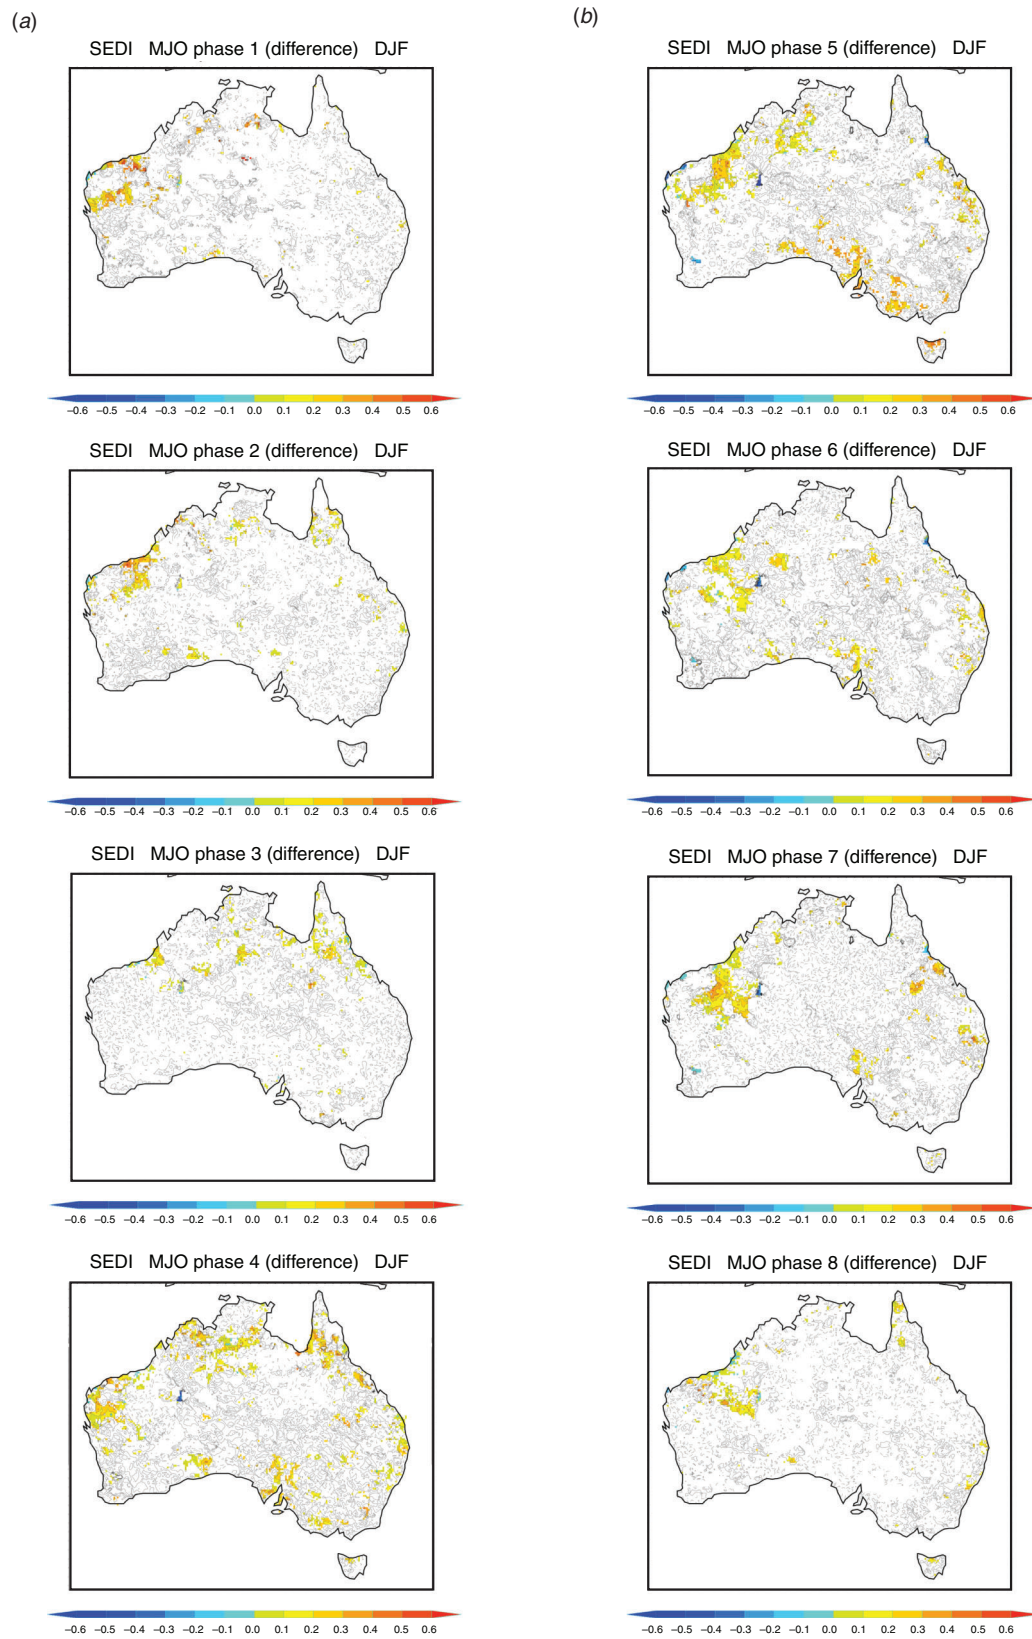 (a)
SEDI MJO phase 1 (difference) DJF
–0.6 –0.5 –0.4 –0.3 –0.2 –0.1 0.0 0.1 0.2 0.3 0.4 0.5 0.6
SEDI MJO phase 2 (difference) DJF
–0.6 –0.5 –0.4 –0.3 –0.2 –0.1 0.0 0.1 0.2 0.3 0.4 0.5 0.6
SEDI MJO phase 3 (difference) DJF
–0.6 –0.5 –0.4 –0.3 –0.2 –0.1 0.0 0.1 0.2 0.3 0.4 0.5 0.6
SEDI MJO phase 4 (difference) DJF
–0.6 –0.5 –0.4 –0.3 –0.2 –0.1 0.0 0.1 0.2 0.3 0.4 0.5 0.6
(b)
SEDI MJO phase 5 (difference) DJF
–0.6 –0.5 –0.4 –0.3 –0.2 –0.1 0.0 0.1 0.2 0.3 0.4 0.5 0.6
SEDI MJO phase 6 (difference) DJF
–0.6 –0.5 –0.4 –0.3 –0.2 –0.1 0.0 0.1 0.2 0.3 0.4 0.5 0.6
SEDI MJO phase 7 (difference) DJF
–0.6 –0.5 –0.4 –0.3 –0.2 –0.1 0.0 0.1 0.2 0.3 0.4 0.5 0.6
SEDI MJO phase 8 (difference) DJF
–0.6 –0.5 –0.4 –0.3 –0.2 –0.1 0.0 0.1 0.2 0.3 0.4 0.5 0.6